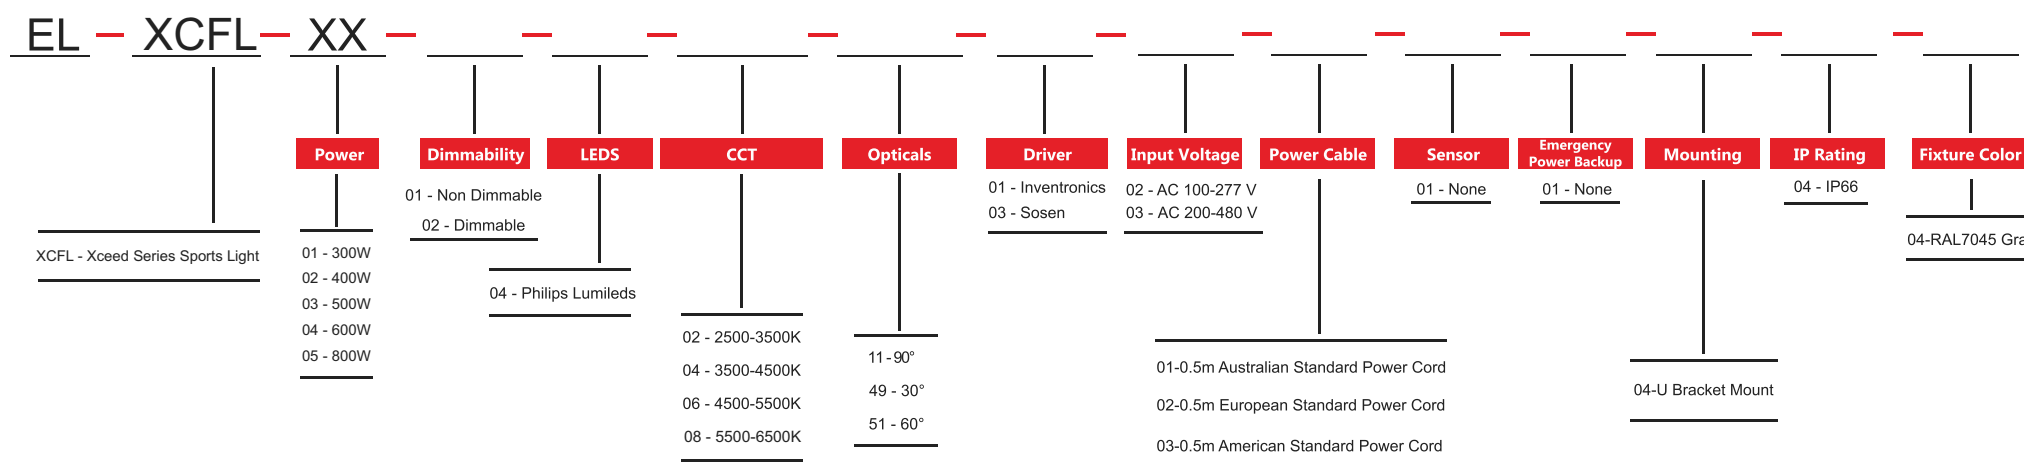 EL – XCFL – XX – – – – – – – – – – – –
Power
Dimmability
LEDS
CCT
Opticals
Driver
Input Voltage
Power Cable
Sensor
Emergency
Power Backup
Mounting
IP Rating
Fixture Color
XCFL - Xceed Series Sports Light
01 - 300W
02 - 400W
03 - 500W
04 - 600W
05 - 800W
01 - Non Dimmable
02 - Dimmable
04 - Philips Lumileds
02 - 2500-3500K
04 - 3500-4500K
06 - 4500-5500K
08 - 5500-6500K
11 - 90°
49 - 30°
51 - 60°
01 - Inventronics
03 - Sosen
02 - AC 100-277 V
03 - AC 200-480 V
01-0.5m Australian Standard Power Cord
02-0.5m European Standard Power Cord
03-0.5m American Standard Power Cord
01 - None
01 - None
04-U Bracket Mount
04 - IP66
04-RAL7045 Gra